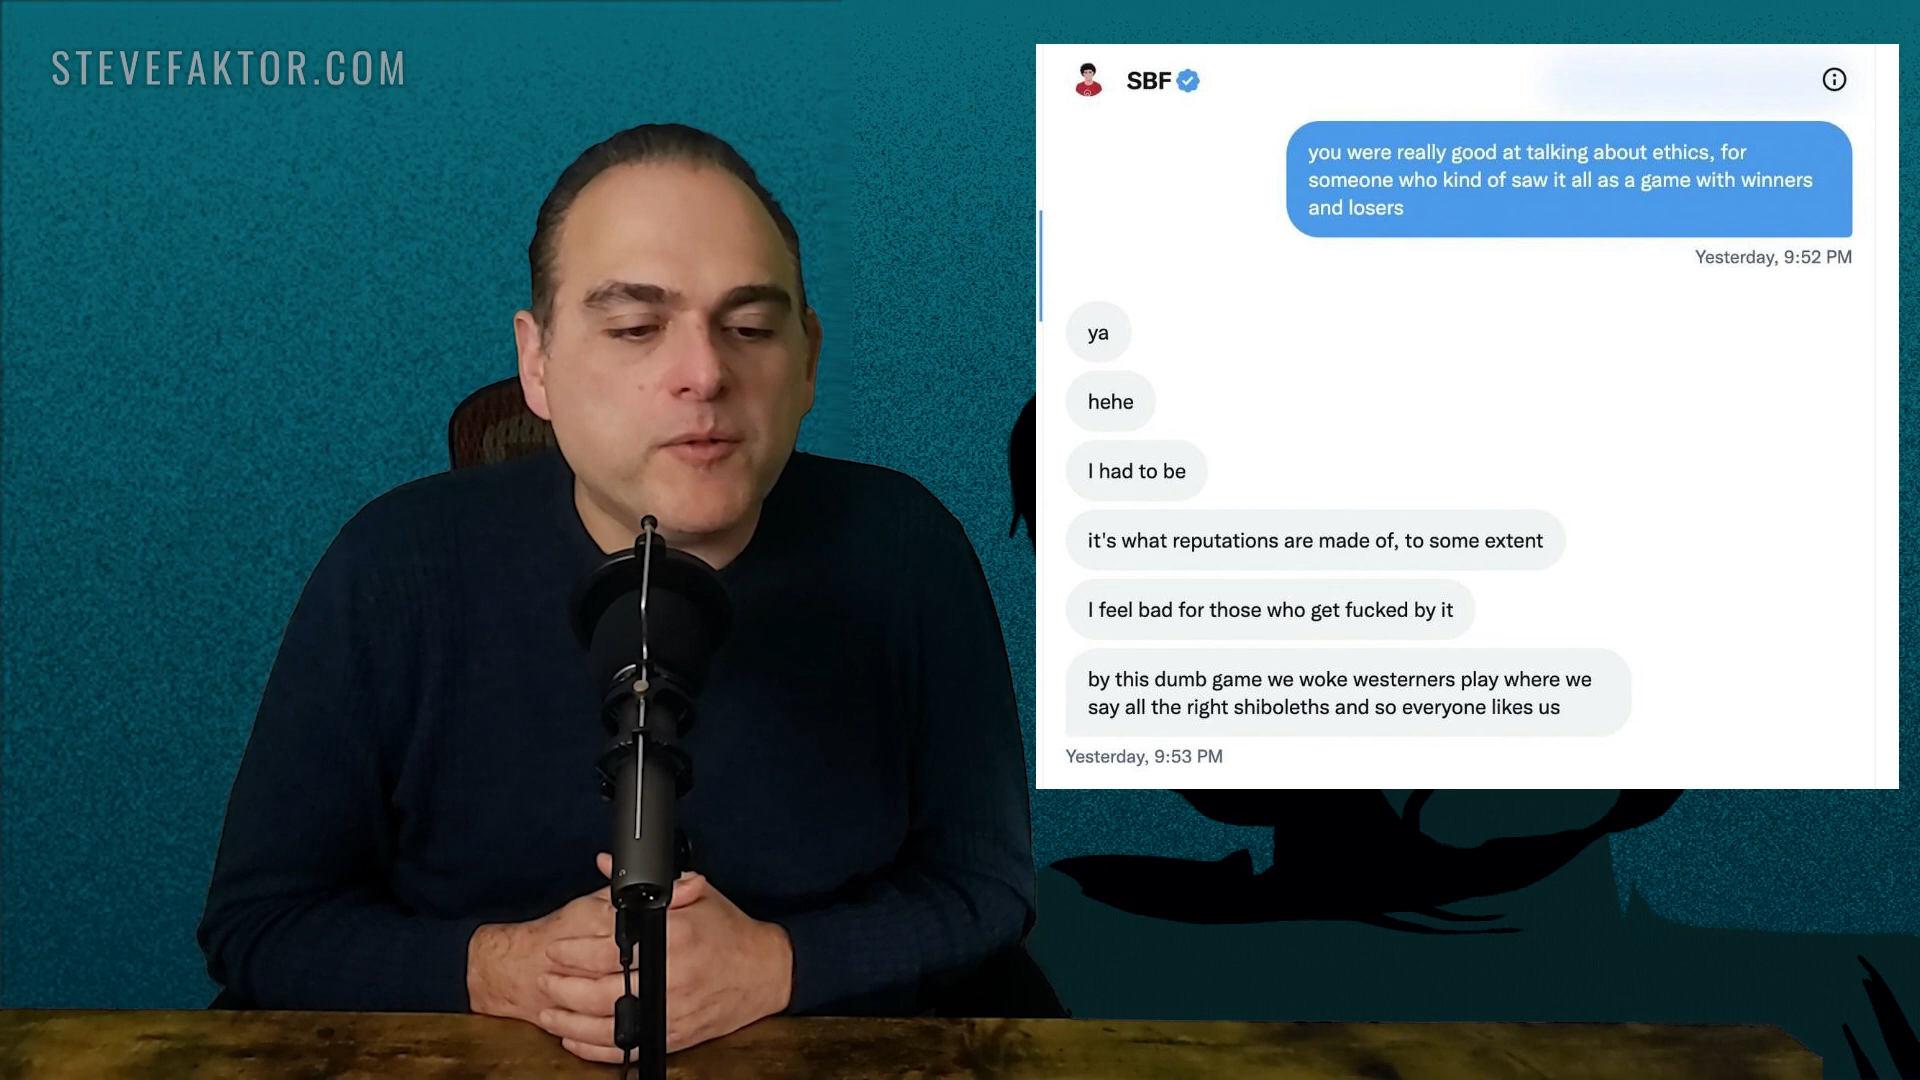 STEVEFAKTOR.COM
SBF
you were really good at talking about ethics, for
someone who kind of saw it all as a game with winners
and losers
Yesterday, 9:52 PM
ya
hehe
I had to be
it's what reputations are made of, to some extent
I feel bad for those who get fucked by it
by this dumb game we woke westerners play where we
say all the right shiboleths and so everyone likes us
Yesterday, 9:53 PM